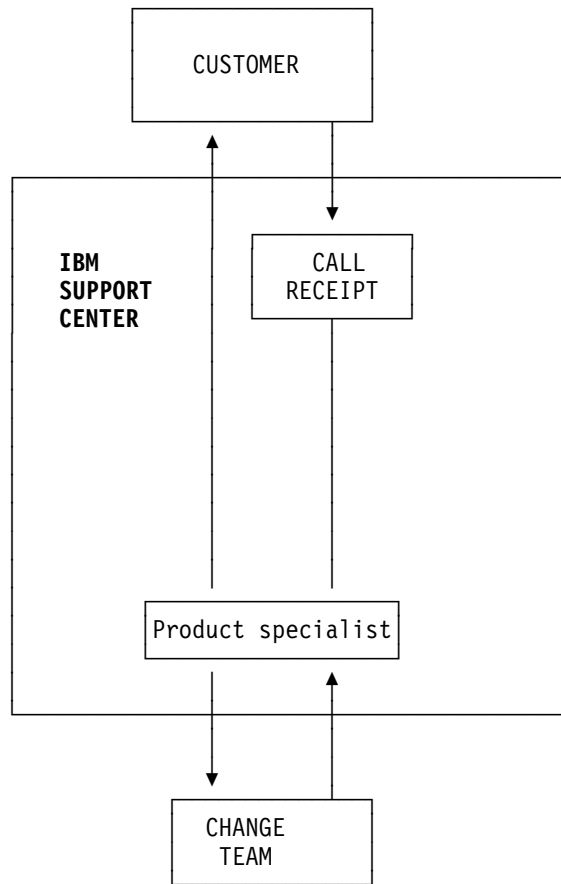 CUSTOMER
IBM
SUPPORT
CENTER
CALL
RECEIPT
Product specialist
CHANGE
TEAM